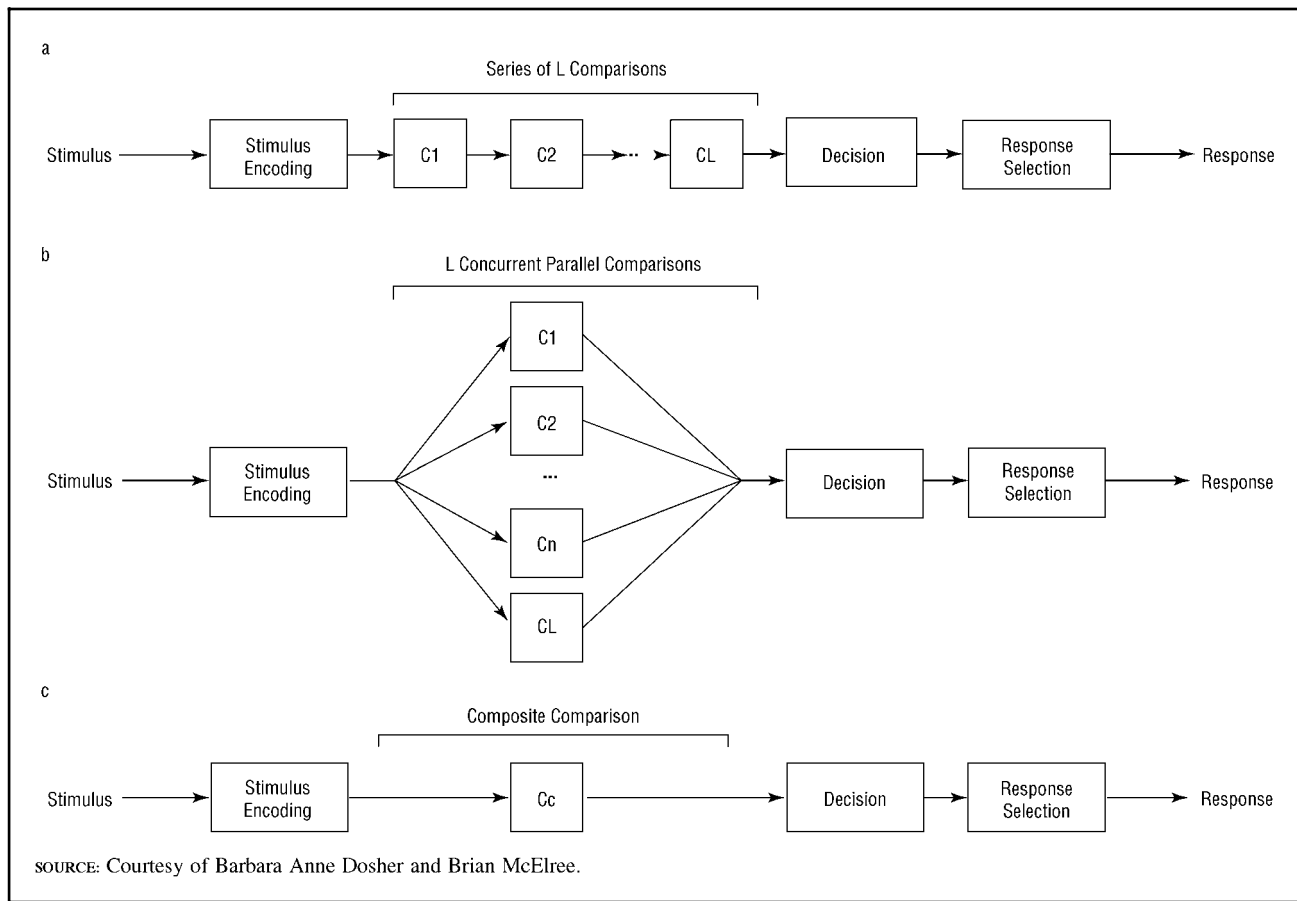 a
Series of L Comparisons
Stimulus
Stimulus
Encoding
C1
C2
...
CL
Decision
Response
Selection
Response
b
L Concurrent Parallel Comparisons
C1
C2
...
Cn
CL
Stimulus
Stimulus
Encoding
Decision
Response
Selection
Response
c
Composite Comparison
Stimulus
Stimulus
Encoding
Cc
Decision
Response
Selection
Response
SOURCE: Courtesy of Barbara Anne Dosher and Brian McElree.